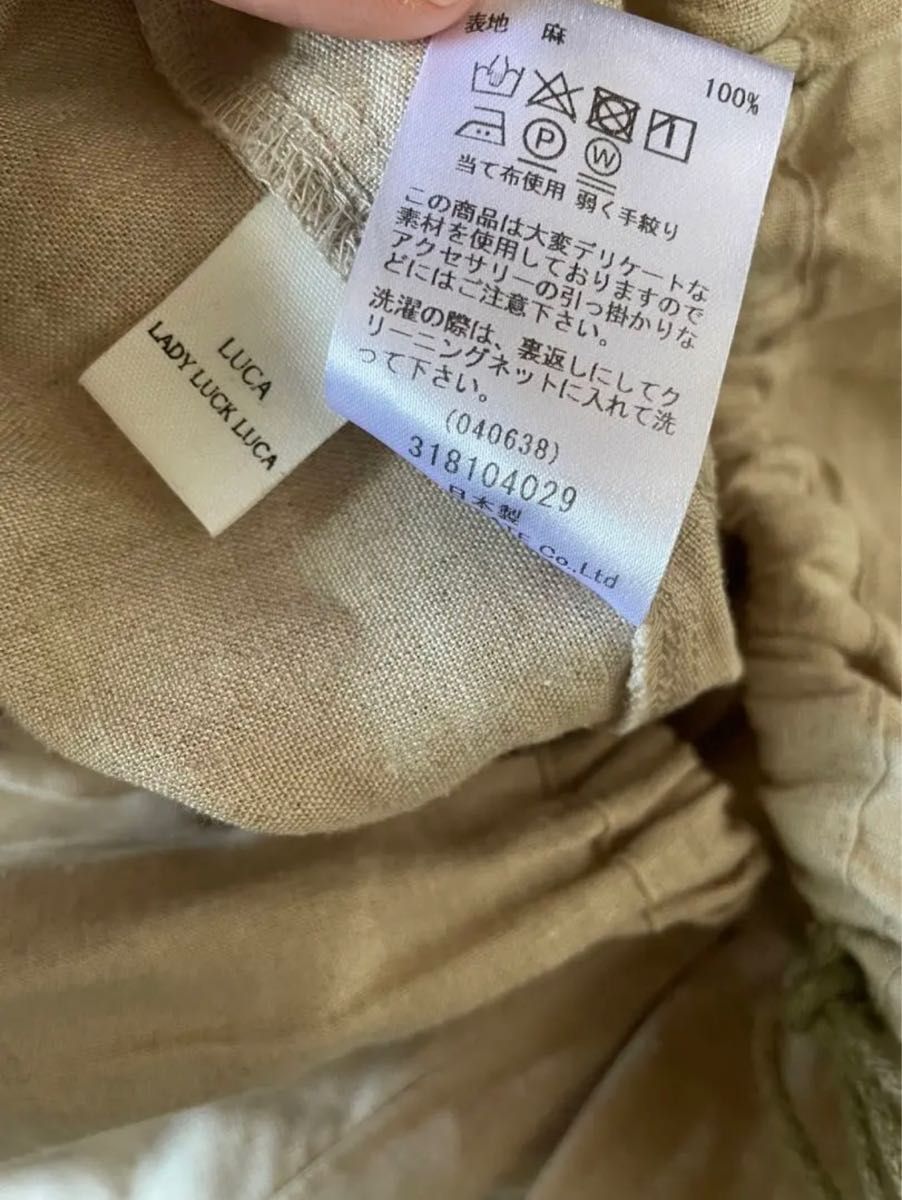 表地 麻 100%
P W
当て布使用 弱く手絞り
この商品は大変デリケートな
素材を使用しておりますので
アクセサリーの引っ掛かりな
どにはご注意下さい。
洗濯の際は、裏返しにしてク
リーニングネットに入れて洗
って下さい。
(040638)
318104029
日本製
Co.,Ltd
LUCA
LADY LUCK LUCA